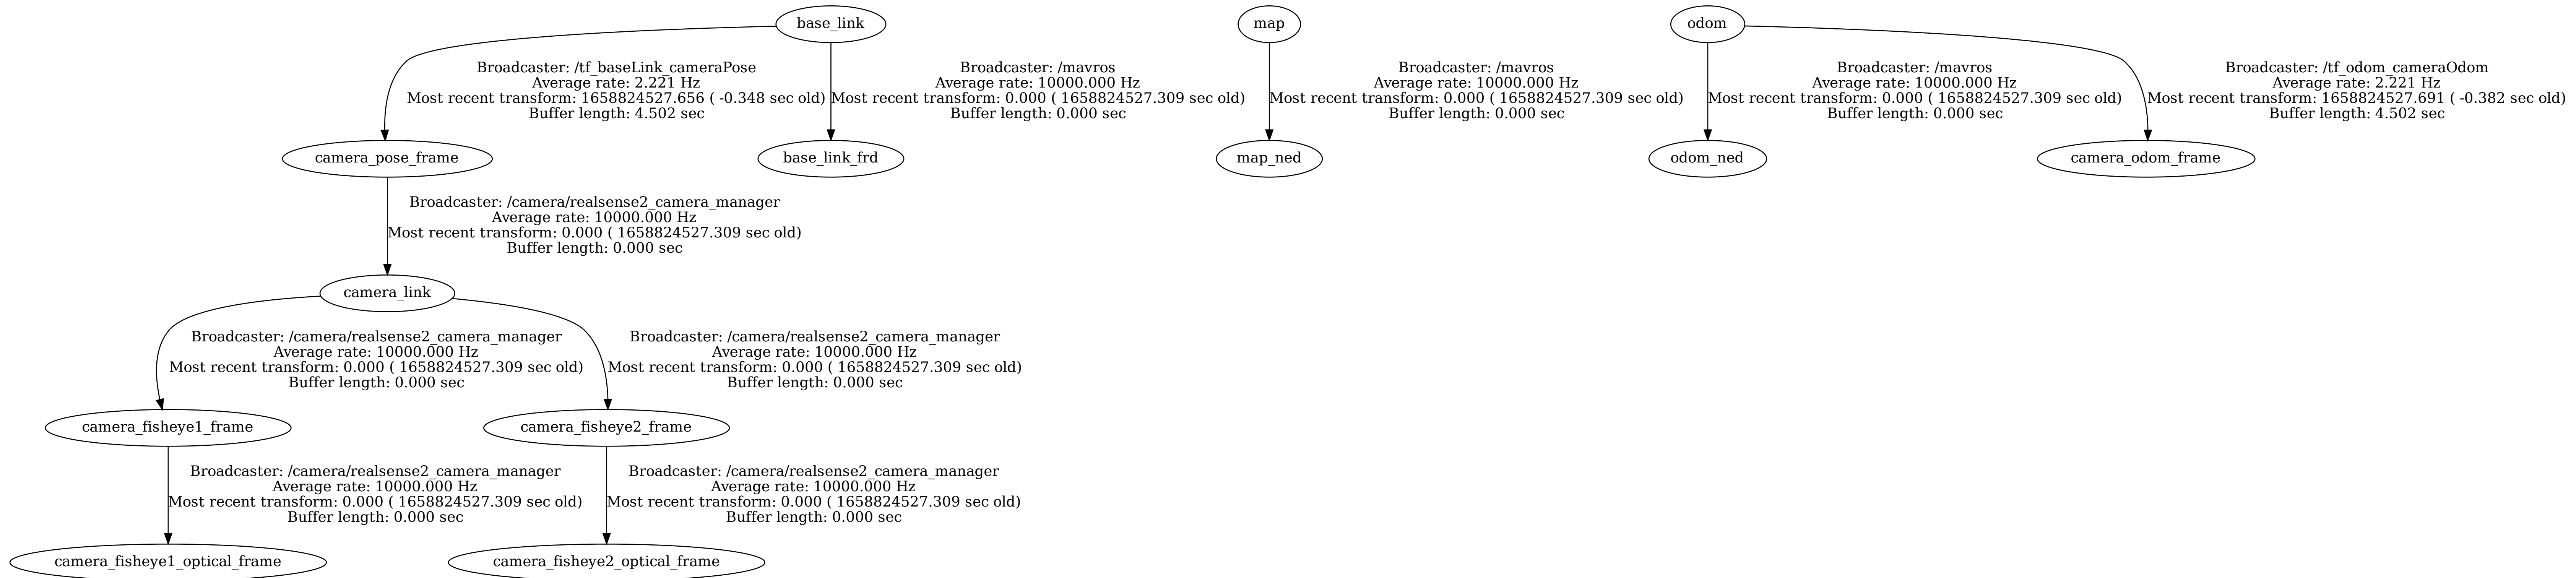 base_link
map
odom
Broadcaster: /tf_baseLink_cameraPose
Average rate: 2.221 Hz
Most recent transform: 1658824527.656 ( -0.348 sec old)
Buffer length: 4.502 sec
Broadcaster: /mavros
Average rate: 10000.000 Hz
Most recent transform: 0.000 ( 1658824527.309 sec old)
Buffer length: 0.000 sec
Broadcaster: /mavros
Average rate: 10000.000 Hz
Most recent transform: 0.000 ( 1658824527.309 sec old)
Buffer length: 0.000 sec
Broadcaster: /mavros
Average rate: 10000.000 Hz
Most recent transform: 0.000 ( 1658824527.309 sec old)
Buffer length: 0.000 sec
Broadcaster: /tf_odom_cameraOdom
Average rate: 2.221 Hz
Most recent transform: 1658824527.691 ( -0.382 sec old)
Buffer length: 4.502 sec
camera_pose_frame
base_link_frd
map_ned
odom_ned
camera_odom_frame
Broadcaster: /camera/realsense2_camera_manager
Average rate: 10000.000 Hz
Most recent transform: 0.000 ( 1658824527.309 sec old)
Buffer length: 0.000 sec
camera_link
Broadcaster: /camera/realsense2_camera_manager
Average rate: 10000.000 Hz
Most recent transform: 0.000 ( 1658824527.309 sec old)
Buffer length: 0.000 sec
Broadcaster: /camera/realsense2_camera_manager
Average rate: 10000.000 Hz
Most recent transform: 0.000 ( 1658824527.309 sec old)
Buffer length: 0.000 sec
camera_fisheye1_frame
camera_fisheye2_frame
Broadcaster: /camera/realsense2_camera_manager
Average rate: 10000.000 Hz
Most recent transform: 0.000 ( 1658824527.309 sec old)
Buffer length: 0.000 sec
Broadcaster: /camera/realsense2_camera_manager
Average rate: 10000.000 Hz
Most recent transform: 0.000 ( 1658824527.309 sec old)
Buffer length: 0.000 sec
camera_fisheye1_optical_frame
camera_fisheye2_optical_frame